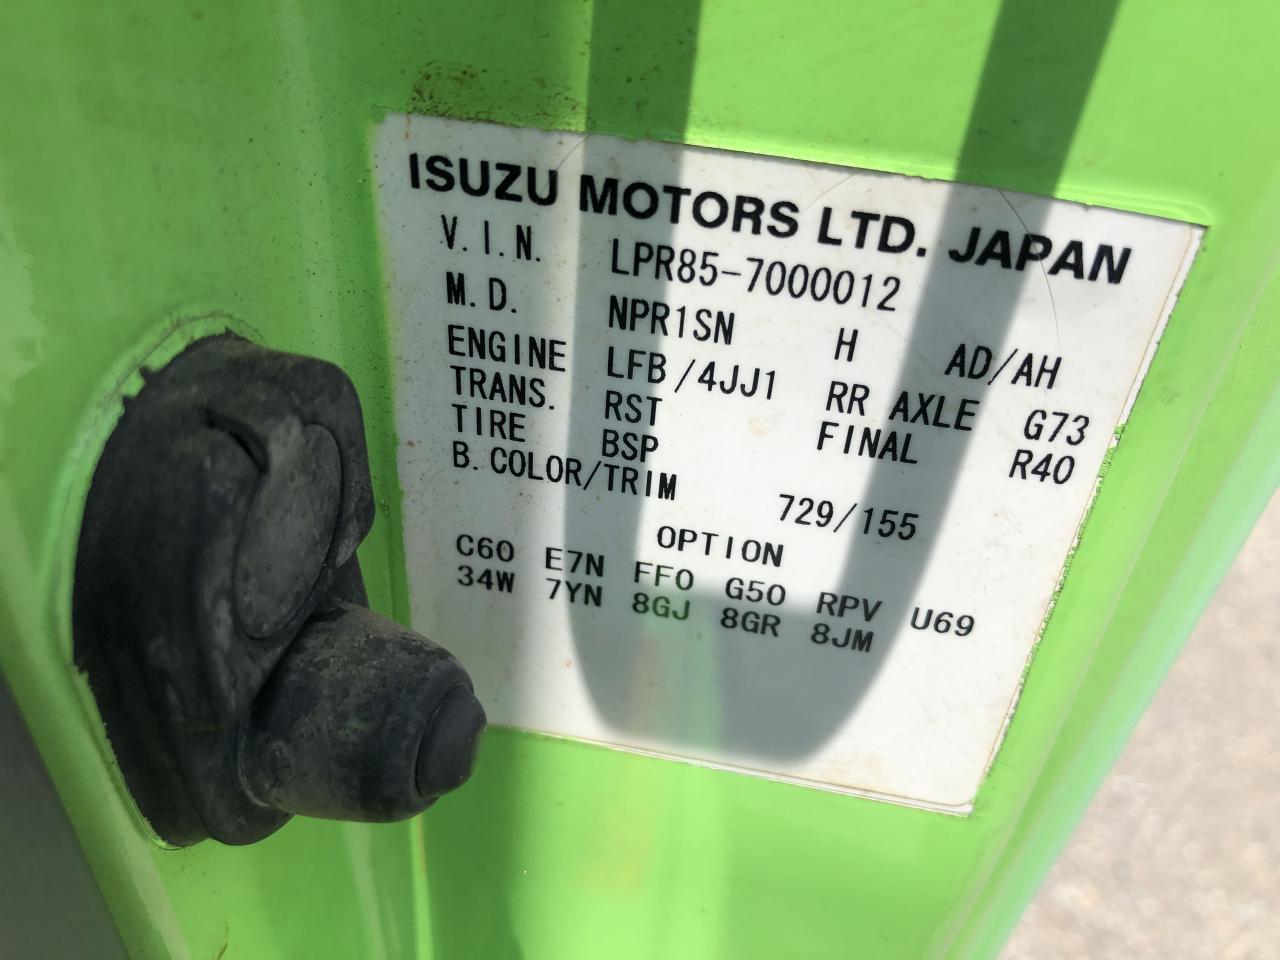 ISUZU MOTORS LTD. JAPAN
V.I.N. LPR85-7000012
M.D. NPR1SN H AD/AH
ENGINE LFB/4JJ1 RR AXLE G73
TRANS. RST FINAL R40
TIRE BSP
B.COLOR/TRIM 729/155
OPTION
C60 E7N FF0 G50 RPV U69
34W 7YN 8GJ 8GR 8JM